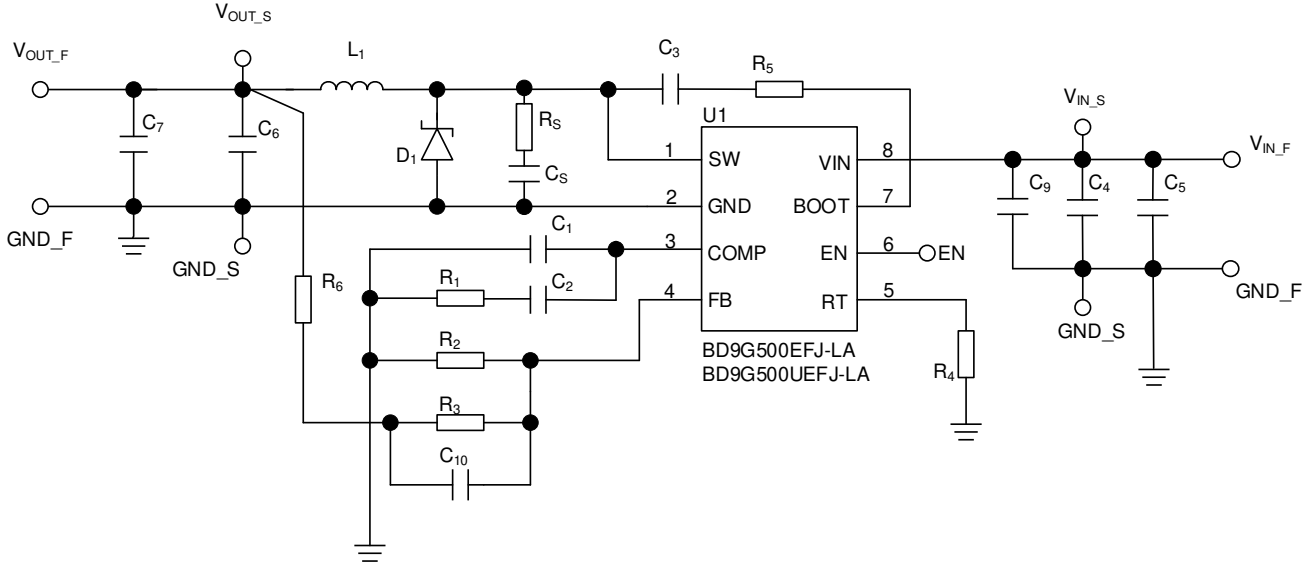 VOUT_S
VOUT_F
L1
C3
R5
U1
VIN_S
VIN_F
C7
C6
D1
RS
CS
1
SW
VIN
8
C9
C4
C5
2
GND
BOOT
7
GND_F
GND_S
C1
3
COMP
EN
6
EN
R6
R1
C2
4
FB
RT
5
GND_F
GND_S
R2
BD9G500EFJ-LA
BD9G500UEFJ-LA
R4
R3
C10